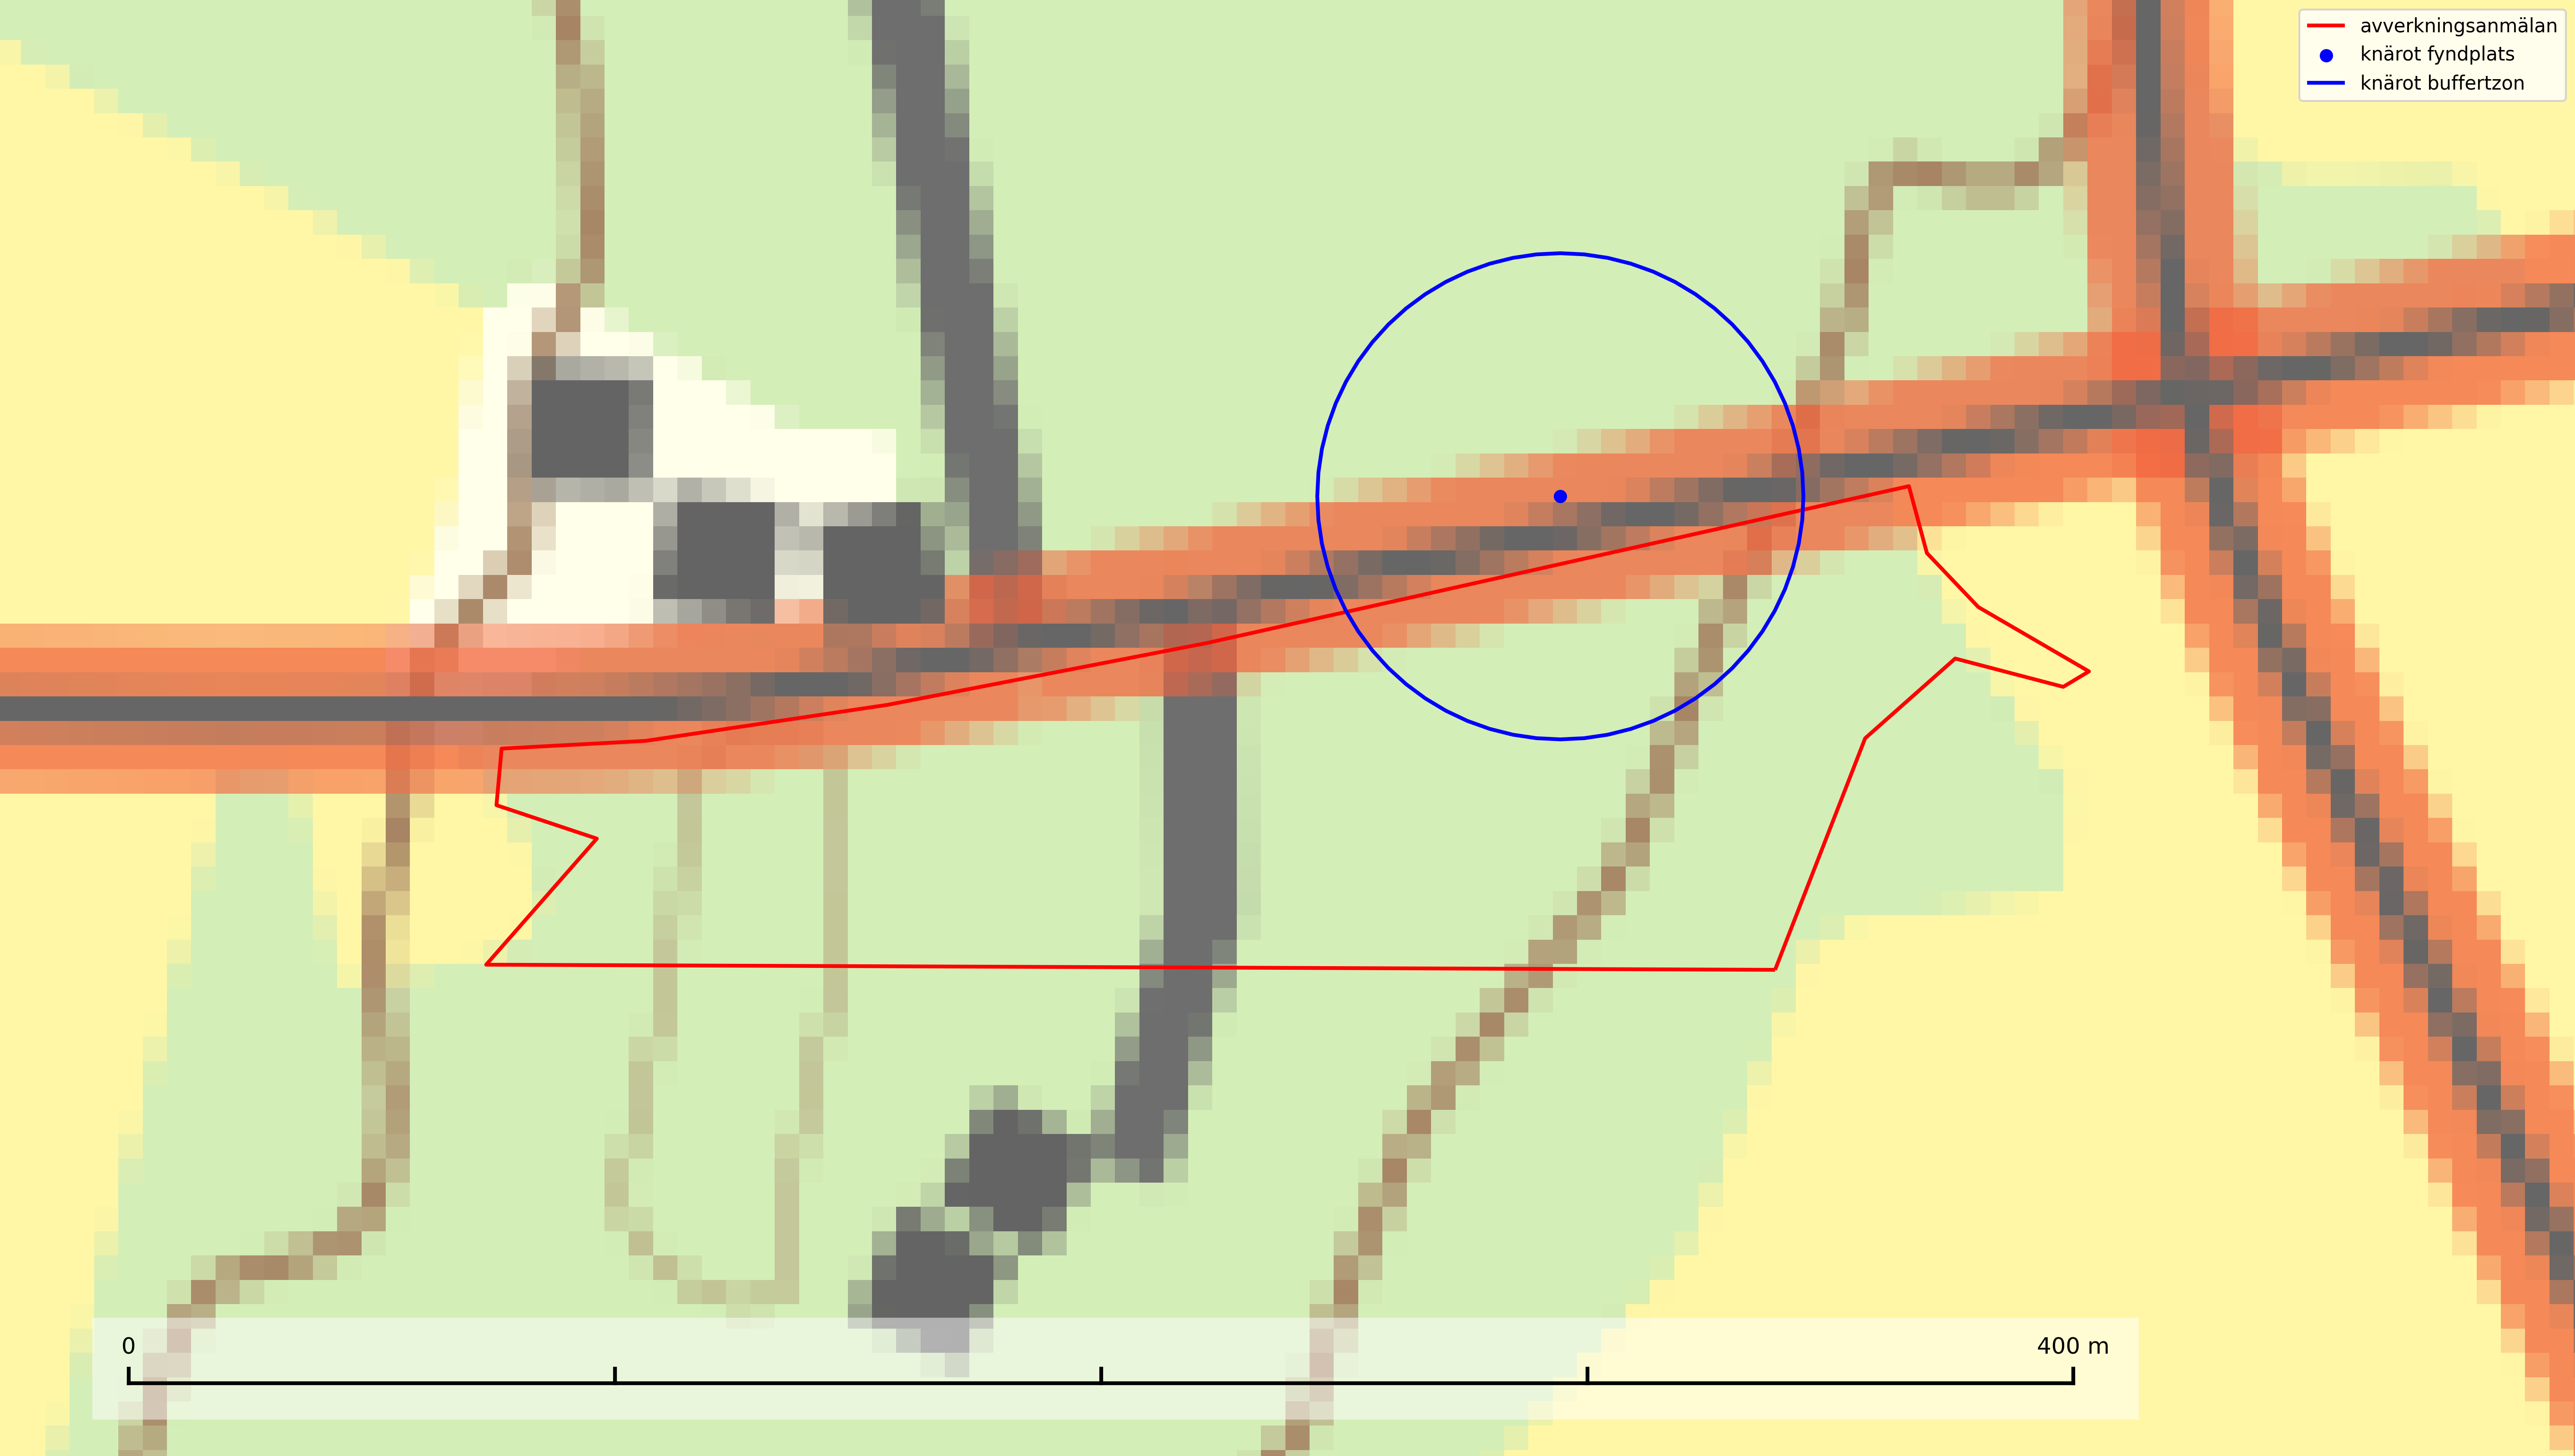 avverkningsanmälan
knärot fyndplats
knärot buffertzon
0
400 m